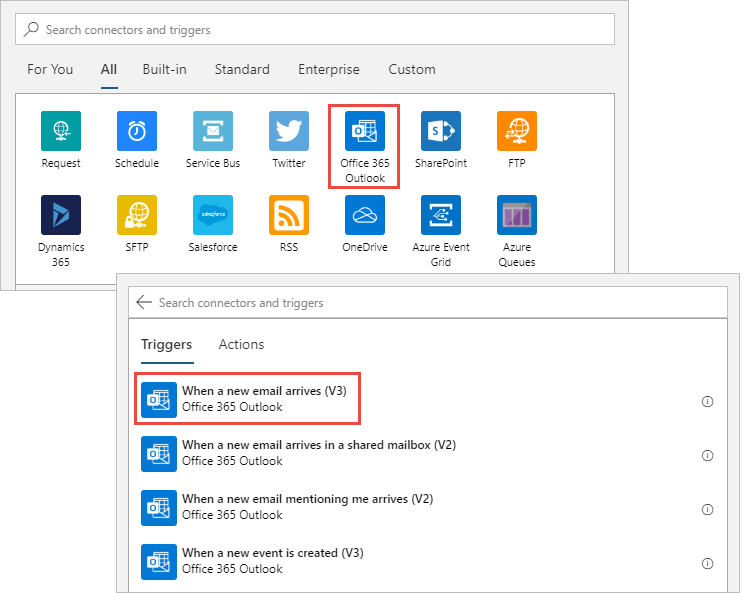 Search connectors and triggers
For You All Built-in Standard Enterprise Custom
Request Schedule Service Bus Twitter Office 365 Outlook SharePoint FTP
Dynamics 365 SFTP Salesforce RSS OneDrive Azure Event Grid Azure Queues
salesforce
Search connectors and triggers
Triggers Actions
When a new email arrives (V3)
Office 365 Outlook
When a new email arrives in a shared mailbox (V2)
Office 365 Outlook
When a new email mentioning me arrives (V2)
Office 365 Outlook
When a new event is created (V3)
Office 365 Outlook